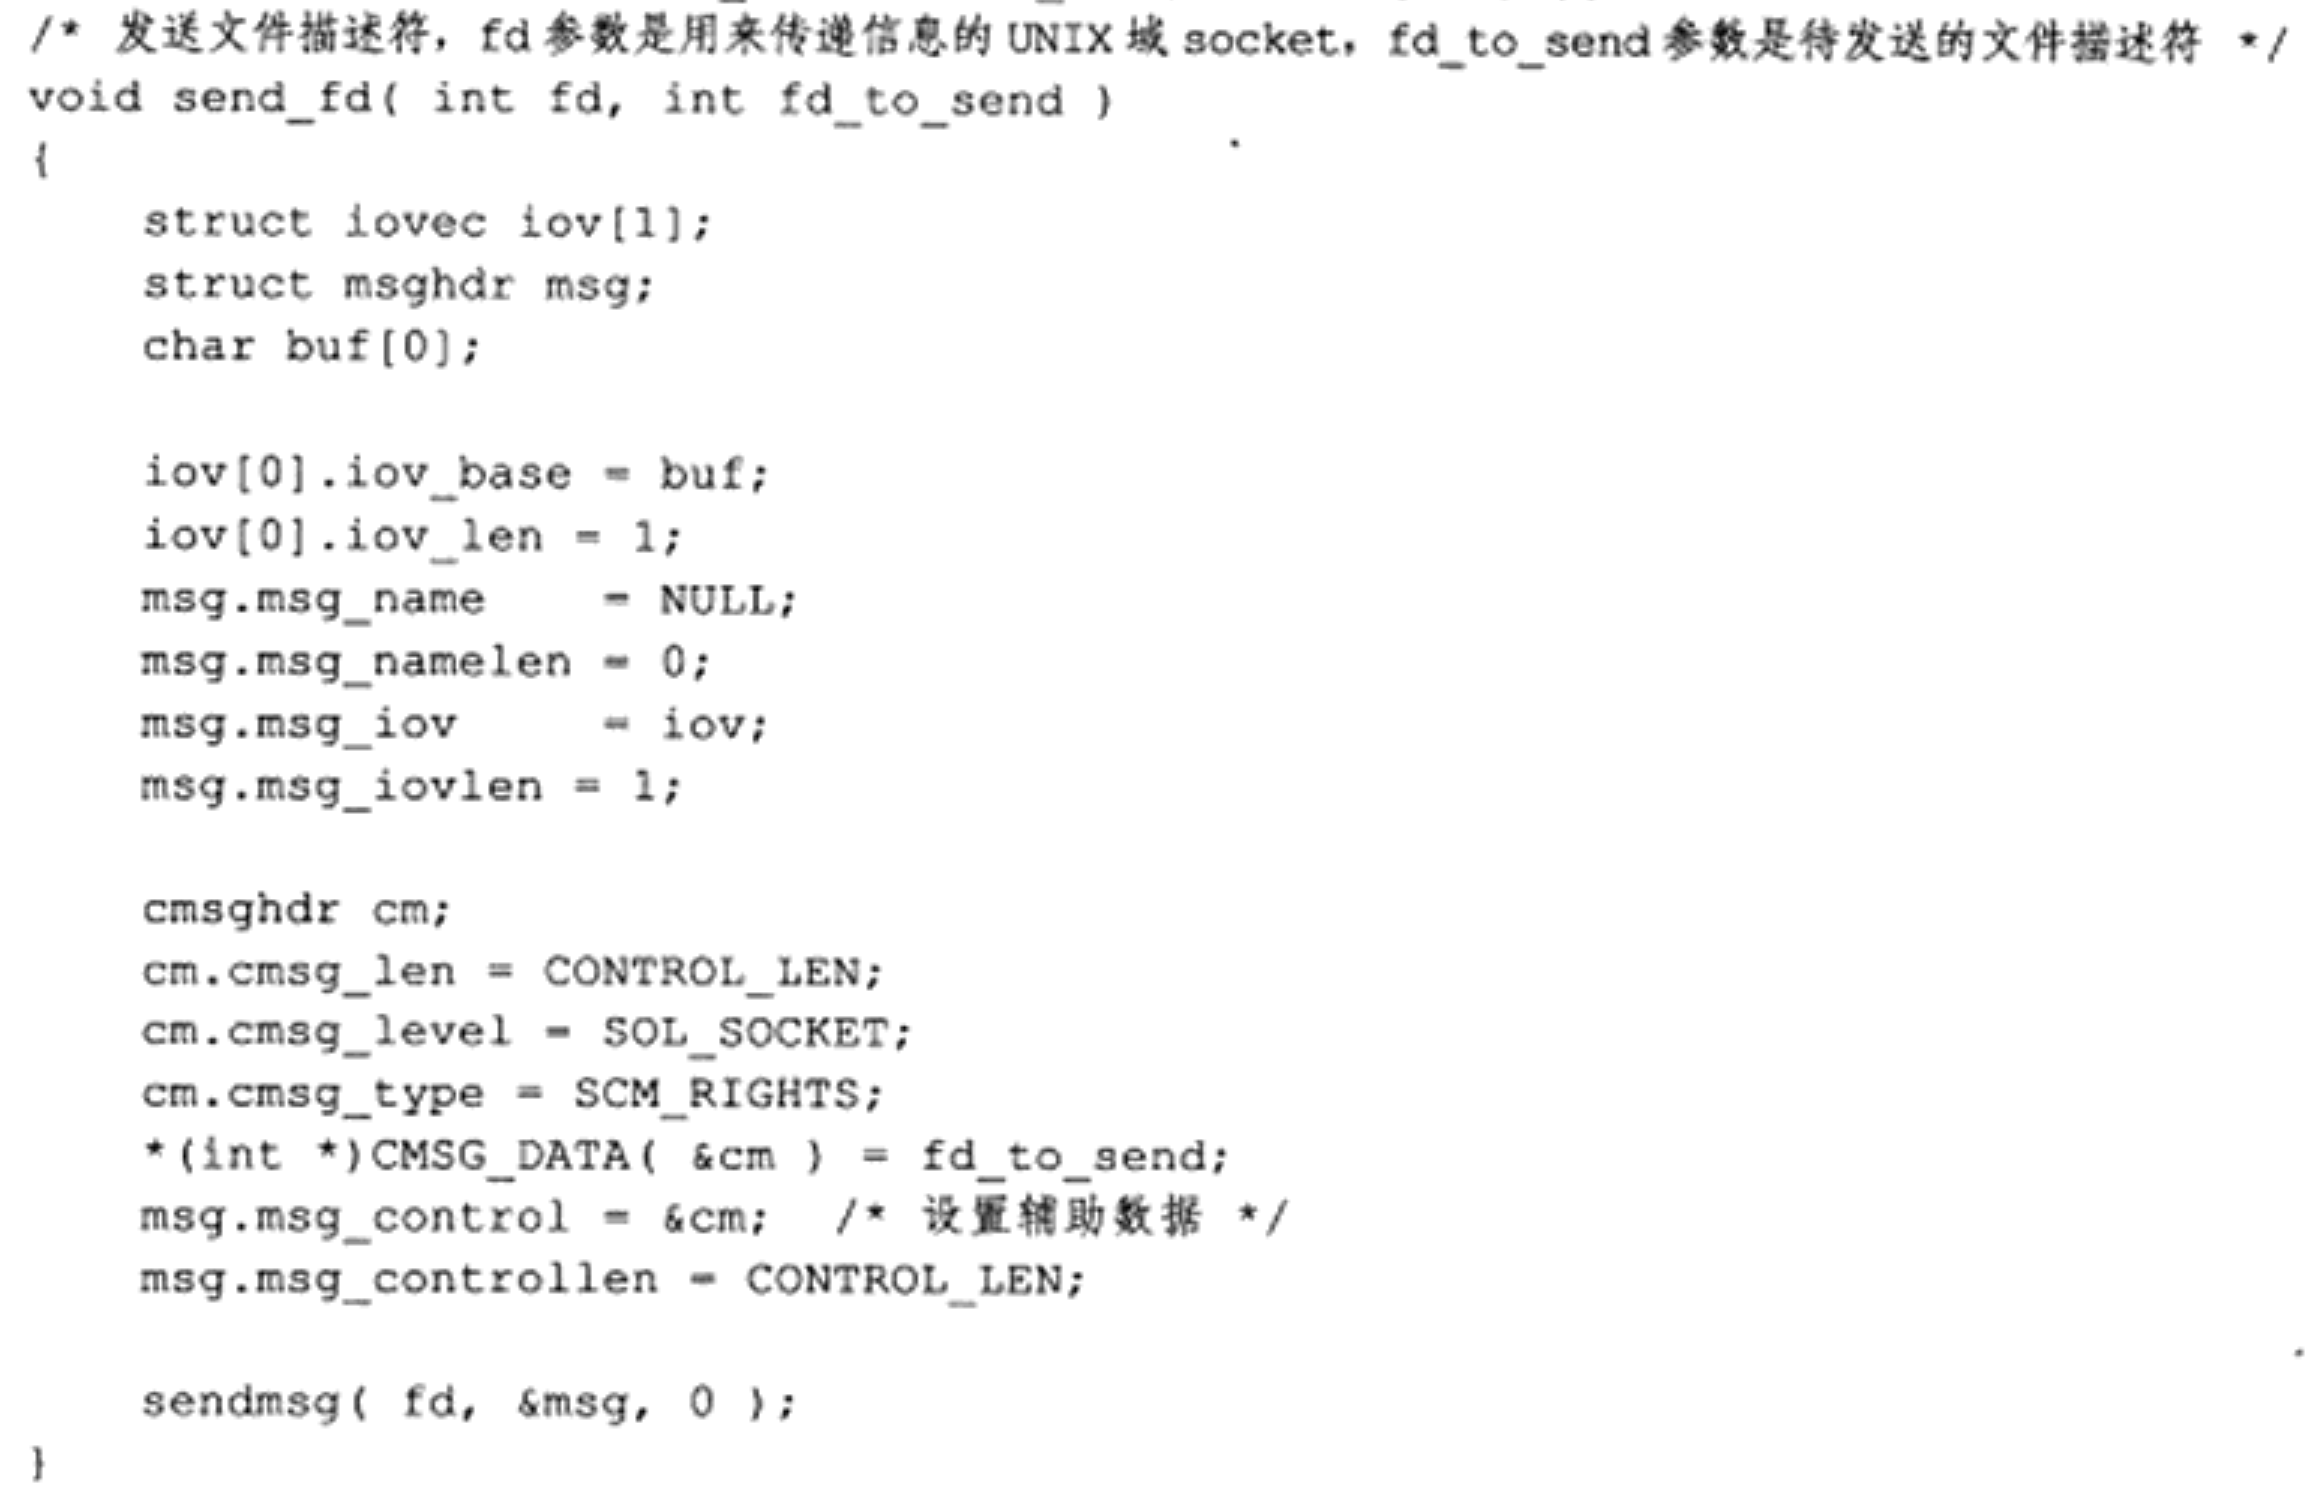 /* 发送文件描述符，fd 参数是用来传递信息的 UNIX 域 socket，fd_to_send 参数是待发送的文件描述符 */
void send_fd( int fd, int fd_to_send )
{
    struct iovec iov[1];
    struct msghdr msg;
    char buf[0];

    iov[0].iov_base = buf;
    iov[0].iov_len = 1;
    msg.msg_name    = NULL;
    msg.msg_namelen = 0;
    msg.msg_iov     = iov;
    msg.msg_iovlen = 1;

    cmsghdr cm;
    cm.cmsg_len = CONTROL_LEN;
    cm.cmsg_level = SOL_SOCKET;
    cm.cmsg_type = SCM_RIGHTS;
    *(int *)CMSG_DATA( &cm ) = fd_to_send;
    msg.msg_control = &cm;  /* 设置辅助数据 */
    msg.msg_controllen = CONTROL_LEN;

    sendmsg( fd, &msg, 0 );
}